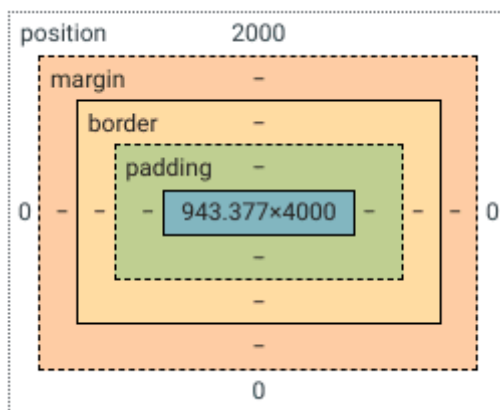 position 2000
margin –
border –
padding –
0 – – – 943.377×4000 – – – 0
–
–
–
0